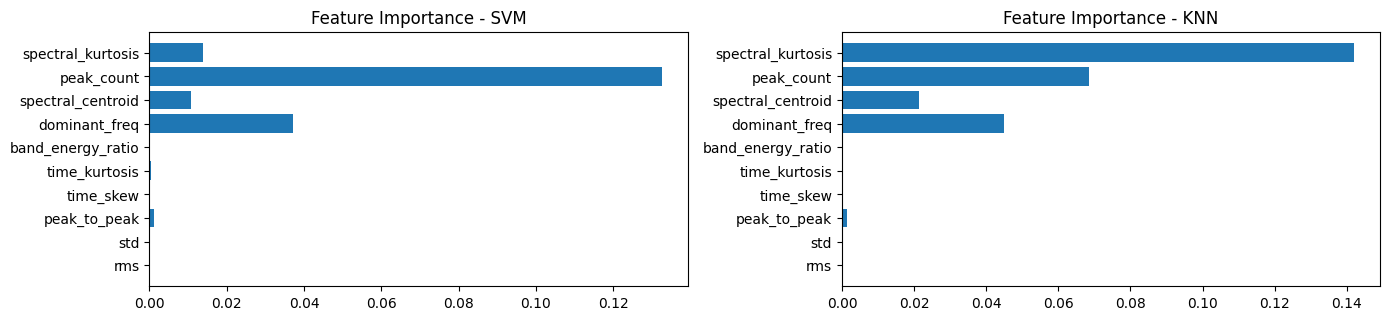 Feature Importance - SVM
spectral_kurtosis
peak_count
spectral_centroid
dominant_freq
band_energy_ratio
time_kurtosis
time_skew
peak_to_peak
std
rms
0.00 0.02 0.04 0.06 0.08 0.10 0.12
Feature Importance - KNN
spectral_kurtosis
peak_count
spectral_centroid
dominant_freq
band_energy_ratio
time_kurtosis
time_skew
peak_to_peak
std
rms
0.00 0.02 0.04 0.06 0.08 0.10 0.12 0.14